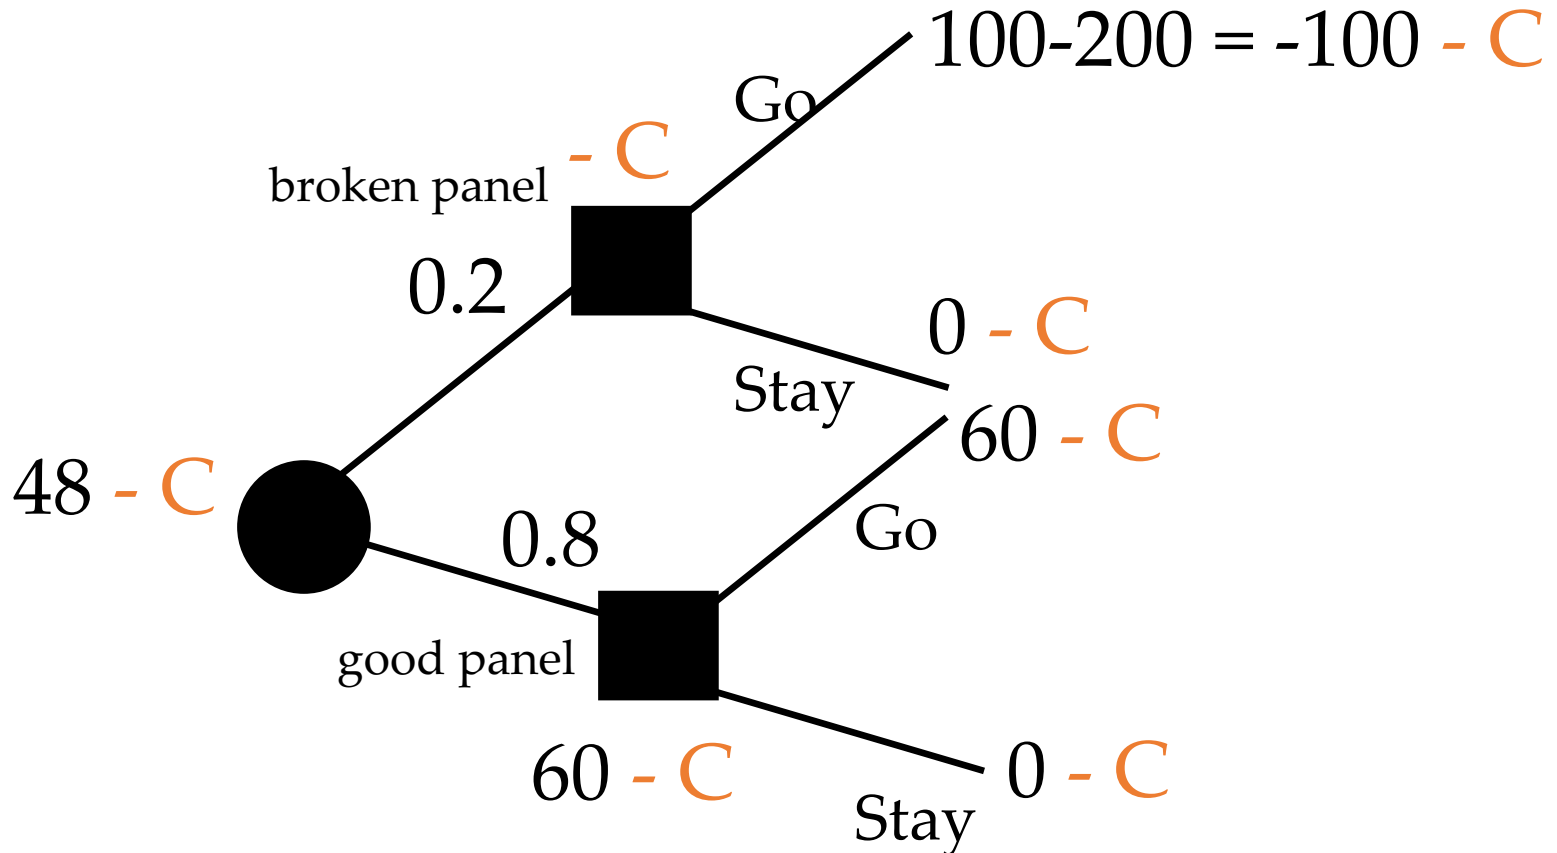 100-200 = -100 - C
Go
- C
broken panel
0.2
0 - C
Stay
60 - C
48 - C
0.8
Go
good panel
60 - C
0 - C
Stay